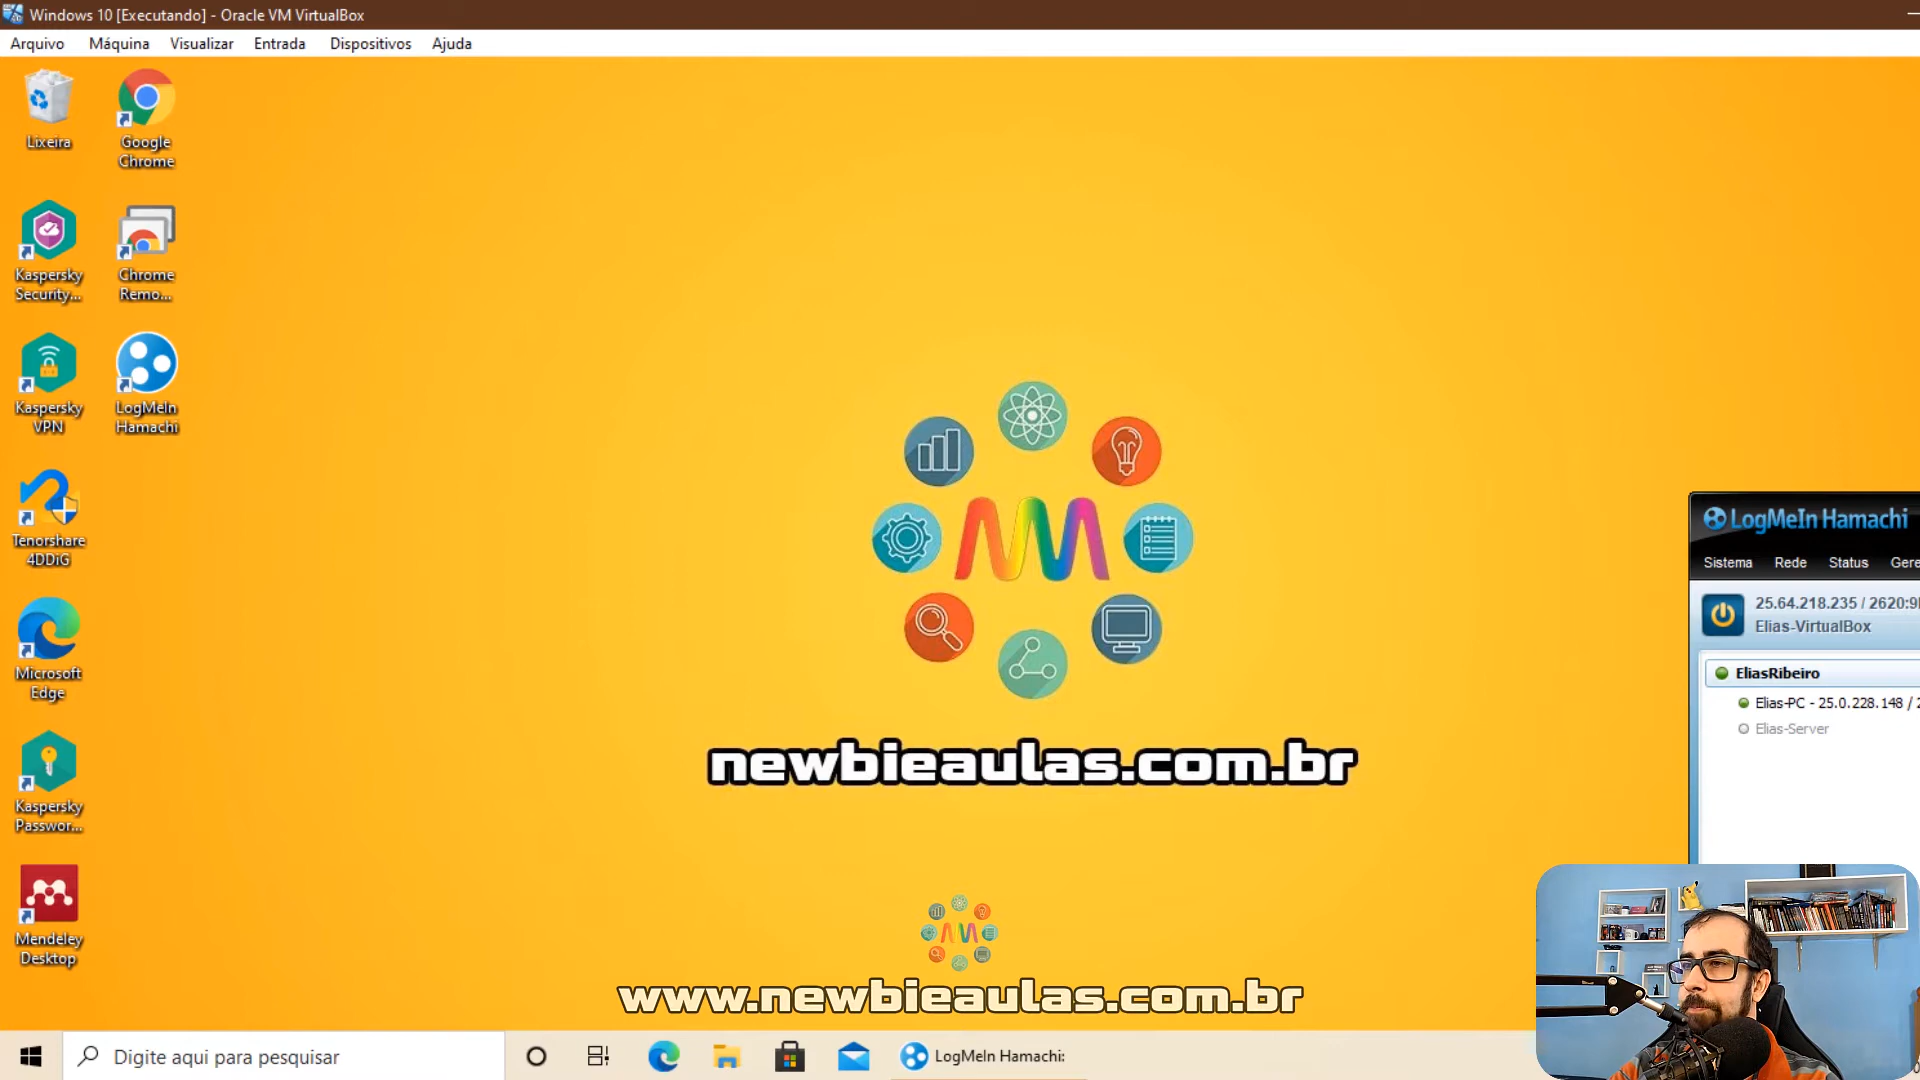 Windows 10 [Executando] - Oracle VM VirtualBox
Arquivo Máquina Visualizar Entrada Dispositivos Ajuda
Lixeira
Google
Chrome
Kaspersky
Security...
Chrome
Remo...
Kaspersky
VPN
LogMeIn
Hamachi
Tenorshare
4DDiG
Microsoft
Edge
Kaspersky
Passwor...
Mendeley
Desktop
newbieaulas.com.br
LogMeIn Hamachi
Sistema Rede Status Gere
25.64.218.235 / 2620:9
Elias-VirtualBox
EliasRibeiro
Elias-PC - 25.0.228.148 / 2
Elias-Server
www.newbieaulas.com.br
Digite aqui para pesquisar
LogMeIn Hamachi: